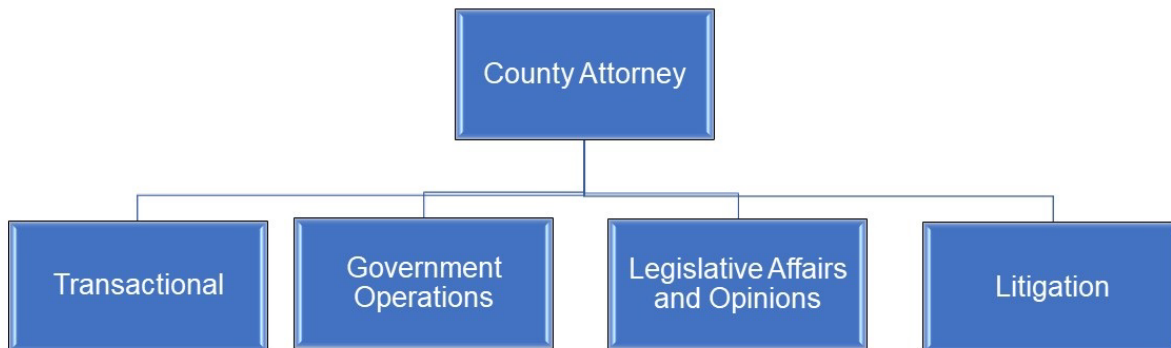 County Attorney
Transactional
Government
Operations
Legislative Affairs
and Opinions
Litigation